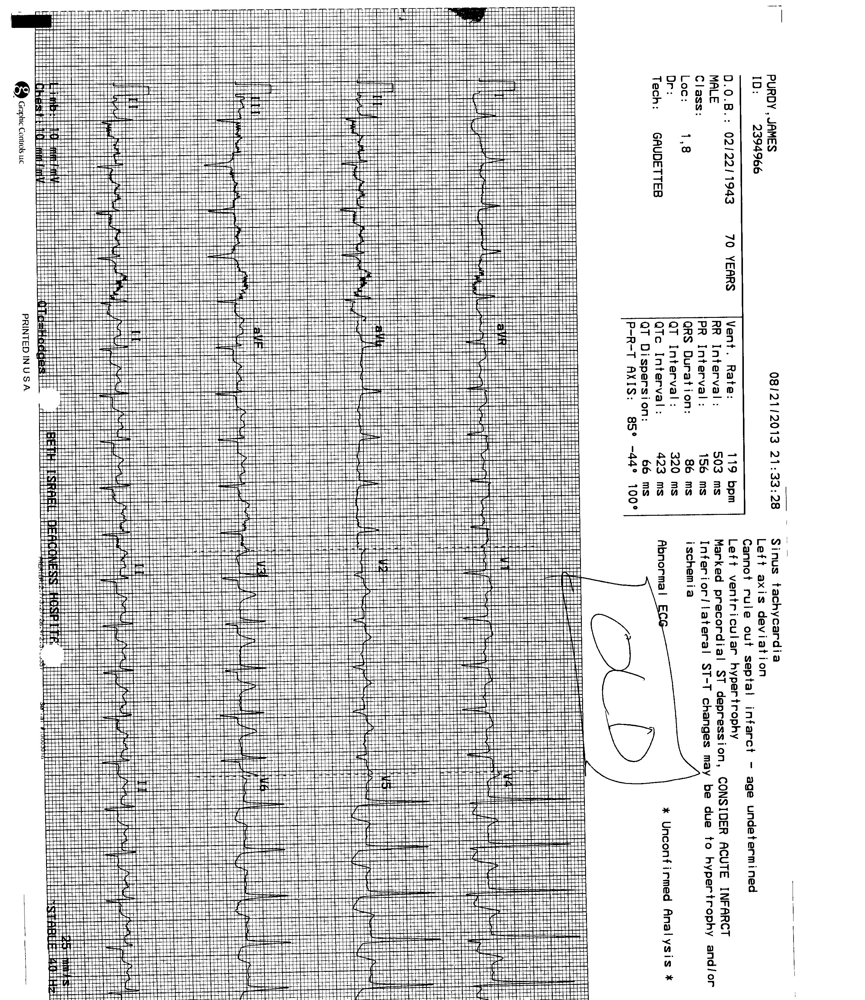 08/21/2013 21:33:28
PURDY, JAMES
ID: 2394966
D.O.B.: 02/22/1943 70 YEARS
MALE
Class:
Loc: 1,8
Dr:
Tech: GAUDETTEB
Vent. Rate: 119 bpm
RR Interval: 503 ms
PR Interval: 156 ms
QRS Duration: 86 ms
QT Interval: 320 ms
QTc Interval: 423 ms
QT Dispersion: 66 ms
P-R-T AXIS: 85° -44° 100°
Sinus tachycardia
Left axis deviation
Cannot rule out septal infarct - age undetermined
Left ventricular hypertrophy
Marked precordial ST depression, CONSIDER ACUTE INFARCT
Inferior/lateral ST-T changes may be due to hypertrophy and/or
ischemia
Abnormal ECG
* Unconfirmed Analysis *
I aVR V1 V4
II aVL V2 V5
III aVF V3 V6
II I II II
25 mm/s
Limb: 10 mm/mV
Chest: 10 mm/mV
QTc=Hodges
BETH ISRAEL DEACONESS HOSPITA
STABLE 40 Hz
g Graphic Controls LLC
PRINTED IN U S A